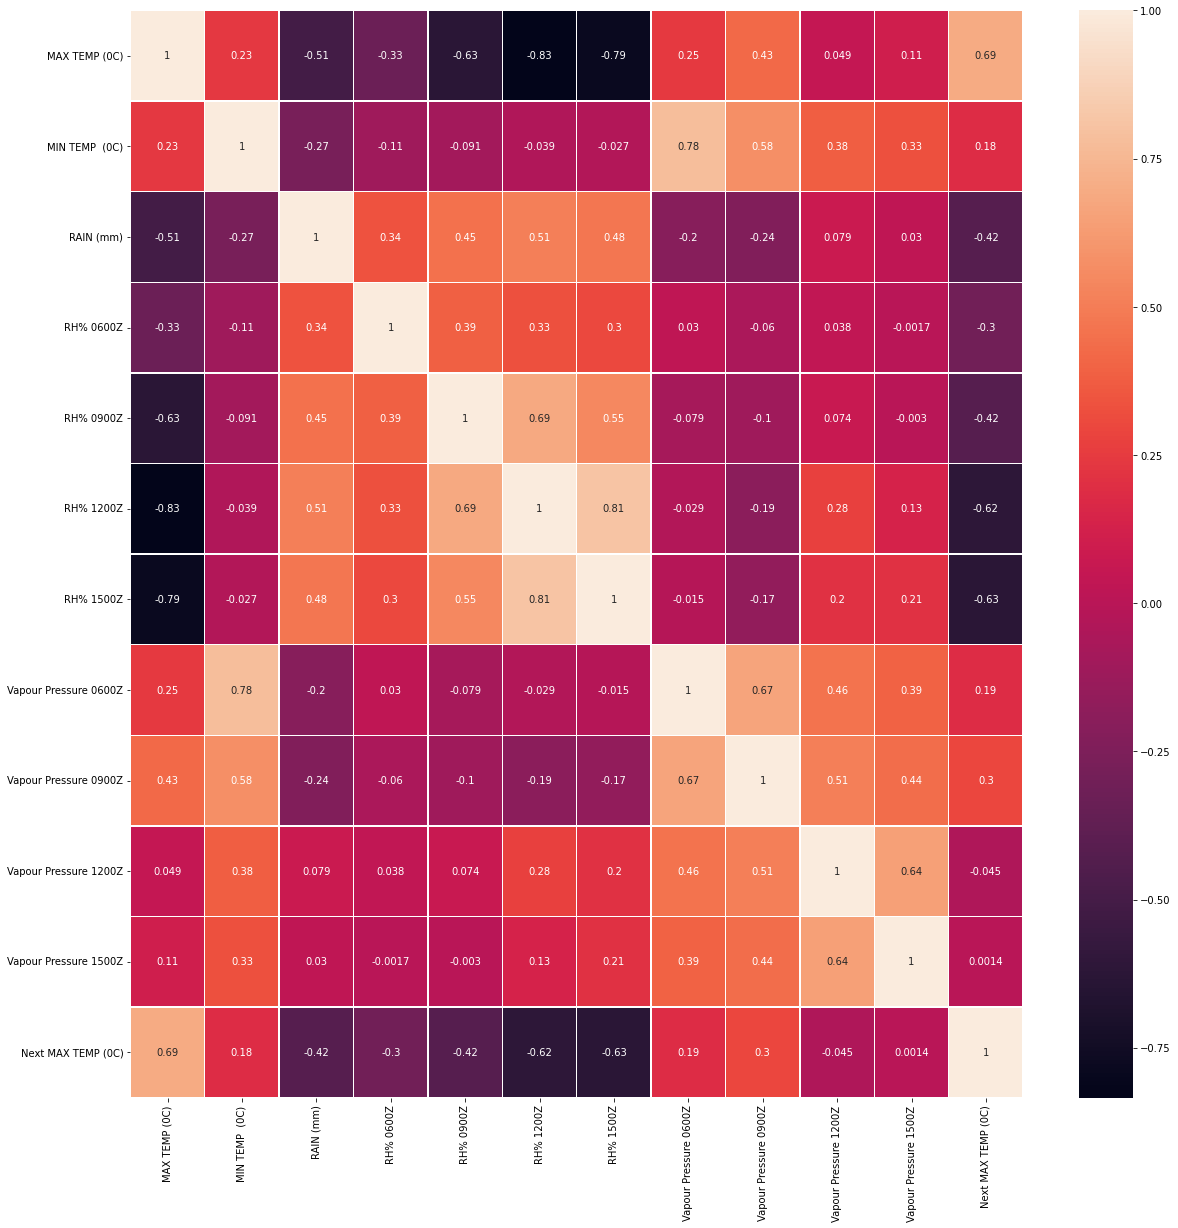 MAX TEMP (0C) 1 0.23 -0.51 -0.33 -0.63 -0.83 -0.79 0.25 0.43 0.049 0.11 0.69
MIN TEMP  (0C) 0.23 1 -0.27 -0.11 -0.091 -0.039 -0.027 0.78 0.58 0.38 0.33 0.18
RAIN (mm) -0.51 -0.27 1 0.34 0.45 0.51 0.48 -0.2 -0.24 0.079 0.03 -0.42
RH% 0600Z -0.33 -0.11 0.34 1 0.39 0.33 0.3 0.03 -0.06 0.038 -0.0017 -0.3
RH% 0900Z -0.63 -0.091 0.45 0.39 1 0.69 0.55 -0.079 -0.1 0.074 -0.003 -0.42
RH% 1200Z -0.83 -0.039 0.51 0.33 0.69 1 0.81 -0.029 -0.19 0.28 0.13 -0.62
RH% 1500Z -0.79 -0.027 0.48 0.3 0.55 0.81 1 -0.015 -0.17 0.2 0.21 -0.63
Vapour Pressure 0600Z 0.25 0.78 -0.2 0.03 -0.079 -0.029 -0.015 1 0.67 0.46 0.39 0.19
Vapour Pressure 0900Z 0.43 0.58 -0.24 -0.06 -0.1 -0.19 -0.17 0.67 1 0.51 0.44 0.3
Vapour Pressure 1200Z 0.049 0.38 0.079 0.038 0.074 0.28 0.2 0.46 0.51 1 0.64 -0.045
Vapour Pressure 1500Z 0.11 0.33 0.03 -0.0017 -0.003 0.13 0.21 0.39 0.44 0.64 1 0.0014
Next MAX TEMP (0C) 0.69 0.18 -0.42 -0.3 -0.42 -0.62 -0.63 0.19 0.3 -0.045 0.0014 1
MAX TEMP (0C)
MIN TEMP  (0C)
RAIN (mm)
RH% 0600Z
RH% 0900Z
RH% 1200Z
RH% 1500Z
Vapour Pressure 0600Z
Vapour Pressure 0900Z
Vapour Pressure 1200Z
Vapour Pressure 1500Z
Next MAX TEMP (0C)
1.00
0.75
0.50
0.25
0.00
−0.25
−0.50
−0.75